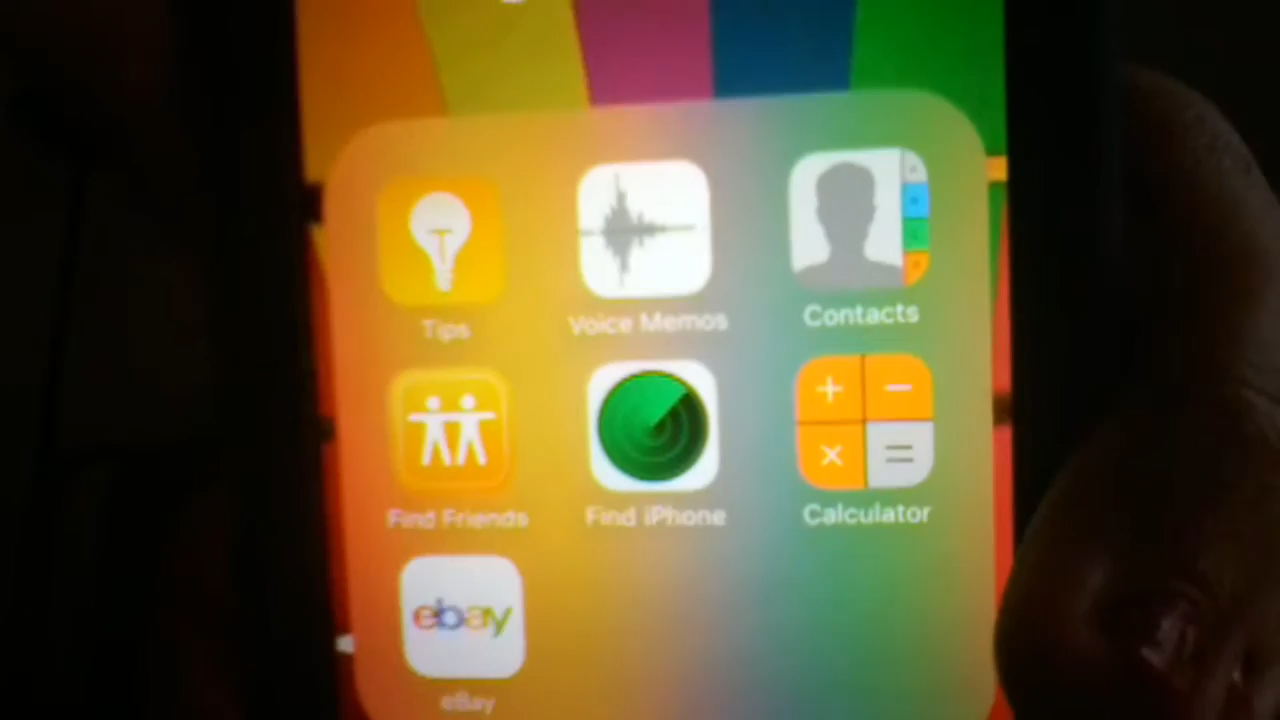 Tips
Voice Memos
Contacts
Find Friends
Find iPhone
Calculator
ebay
eBay